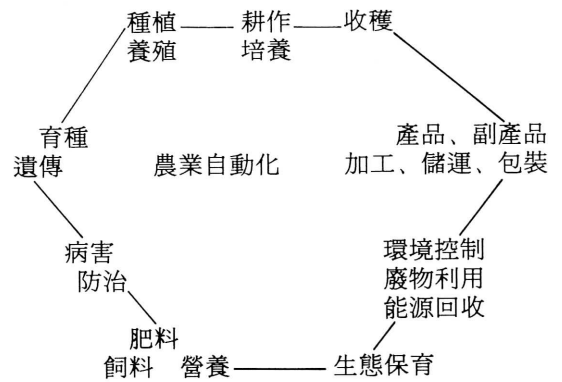 種植 耕作 收穫
養殖 培養
育種
遺傳
農業自動化
產品、副產品
加工、儲運、包裝
病害
防治
環境控制
廢物利用
能源回收
肥料
飼料 營養
生態保育